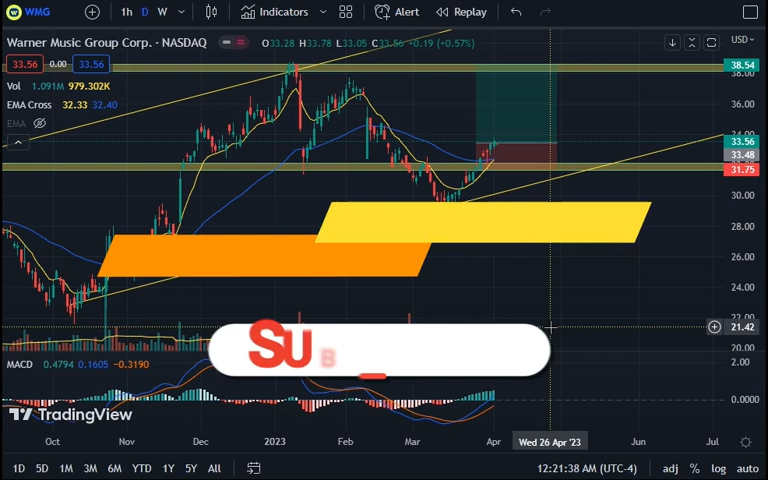 WMG 1h D W Indicators Alert Replay
Warner Music Group Corp. · NASDAQ O33.28 H33.78 L33.05 C33.56 +0.19 (+0.57%) USD
33.56 0.00 33.56
38.54
38.00
Vol 1.091M 979.302K
EMA Cross 32.33 32.40
36.00
EMA
34.00
33.56
33.48
31.75
30.00
28.00
26.00
24.00
22.00
21.42
20.00
SUB
MACD 0.4794 0.1605 -0.3190
2.00
0.0000
TradingView
Oct Nov Dec 2023 Feb Mar Apr Wed 26 Apr '23 Jun Jul
1D 5D 1M 3M 6M YTD 1Y 5Y All 12:21:38 AM (UTC-4) adj % log auto